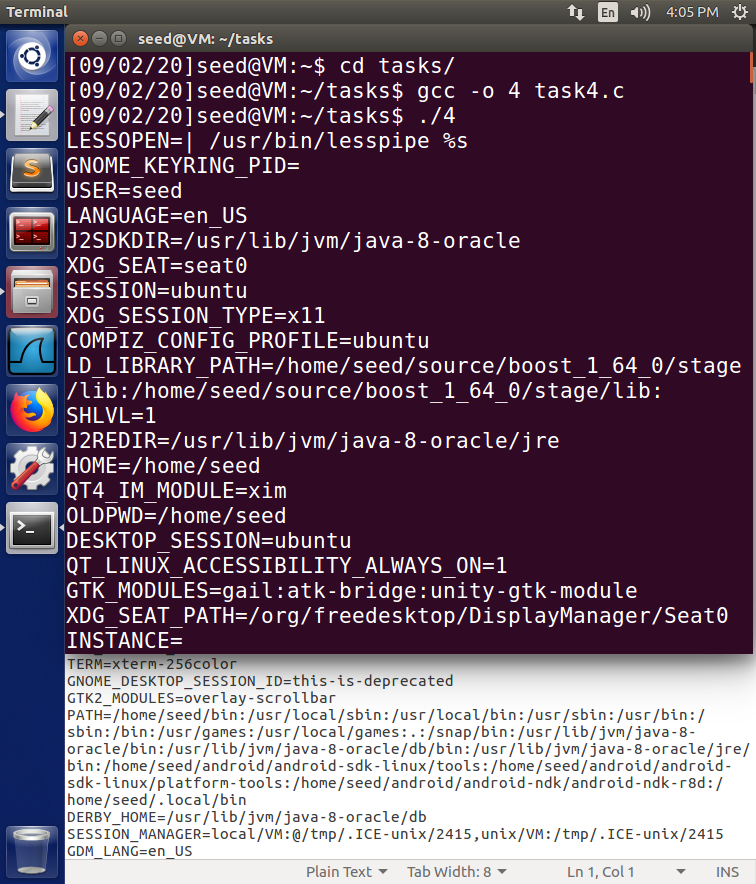 Terminal
En
4:05 PM
seed@VM: ~/tasks
[09/02/20]seed@VM:~$ cd tasks/
[09/02/20]seed@VM:~/tasks$ gcc -o 4 task4.c
[09/02/20]seed@VM:~/tasks$ ./4
LESSOPEN=| /usr/bin/lesspipe %s
GNOME_KEYRING_PID=
USER=seed
LANGUAGE=en_US
J2SDKDIR=/usr/lib/jvm/java-8-oracle
XDG_SEAT=seat0
SESSION=ubuntu
XDG_SESSION_TYPE=x11
COMPIZ_CONFIG_PROFILE=ubuntu
LD_LIBRARY_PATH=/home/seed/source/boost_1_64_0/stage
/lib:/home/seed/source/boost_1_64_0/stage/lib:
SHLVL=1
J2REDIR=/usr/lib/jvm/java-8-oracle/jre
HOME=/home/seed
QT4_IM_MODULE=xim
OLDPWD=/home/seed
DESKTOP_SESSION=ubuntu
QT_LINUX_ACCESSIBILITY_ALWAYS_ON=1
GTK_MODULES=gail:atk-bridge:unity-gtk-module
XDG_SEAT_PATH=/org/freedesktop/DisplayManager/Seat0
INSTANCE=
TERM=xterm-256color
GNOME_DESKTOP_SESSION_ID=this-is-deprecated
GTK2_MODULES=overlay-scrollbar
PATH=/home/seed/bin:/usr/local/sbin:/usr/local/bin:/usr/sbin:/usr/bin:/
sbin:/bin:/usr/games:/usr/local/games:.:/snap/bin:/usr/lib/jvm/java-8-
oracle/bin:/usr/lib/jvm/java-8-oracle/db/bin:/usr/lib/jvm/java-8-oracle/jre/
bin:/home/seed/android/android-sdk-linux/tools:/home/seed/android/android-
sdk-linux/platform-tools:/home/seed/android/android-ndk/android-ndk-r8d:/
home/seed/.local/bin
DERBY_HOME=/usr/lib/jvm/java-8-oracle/db
SESSION_MANAGER=local/VM:@/tmp/.ICE-unix/2415,unix/VM:/tmp/.ICE-unix/2415
GDM_LANG=en_US
Plain Text
Tab Width: 8
Ln 1, Col 1
INS